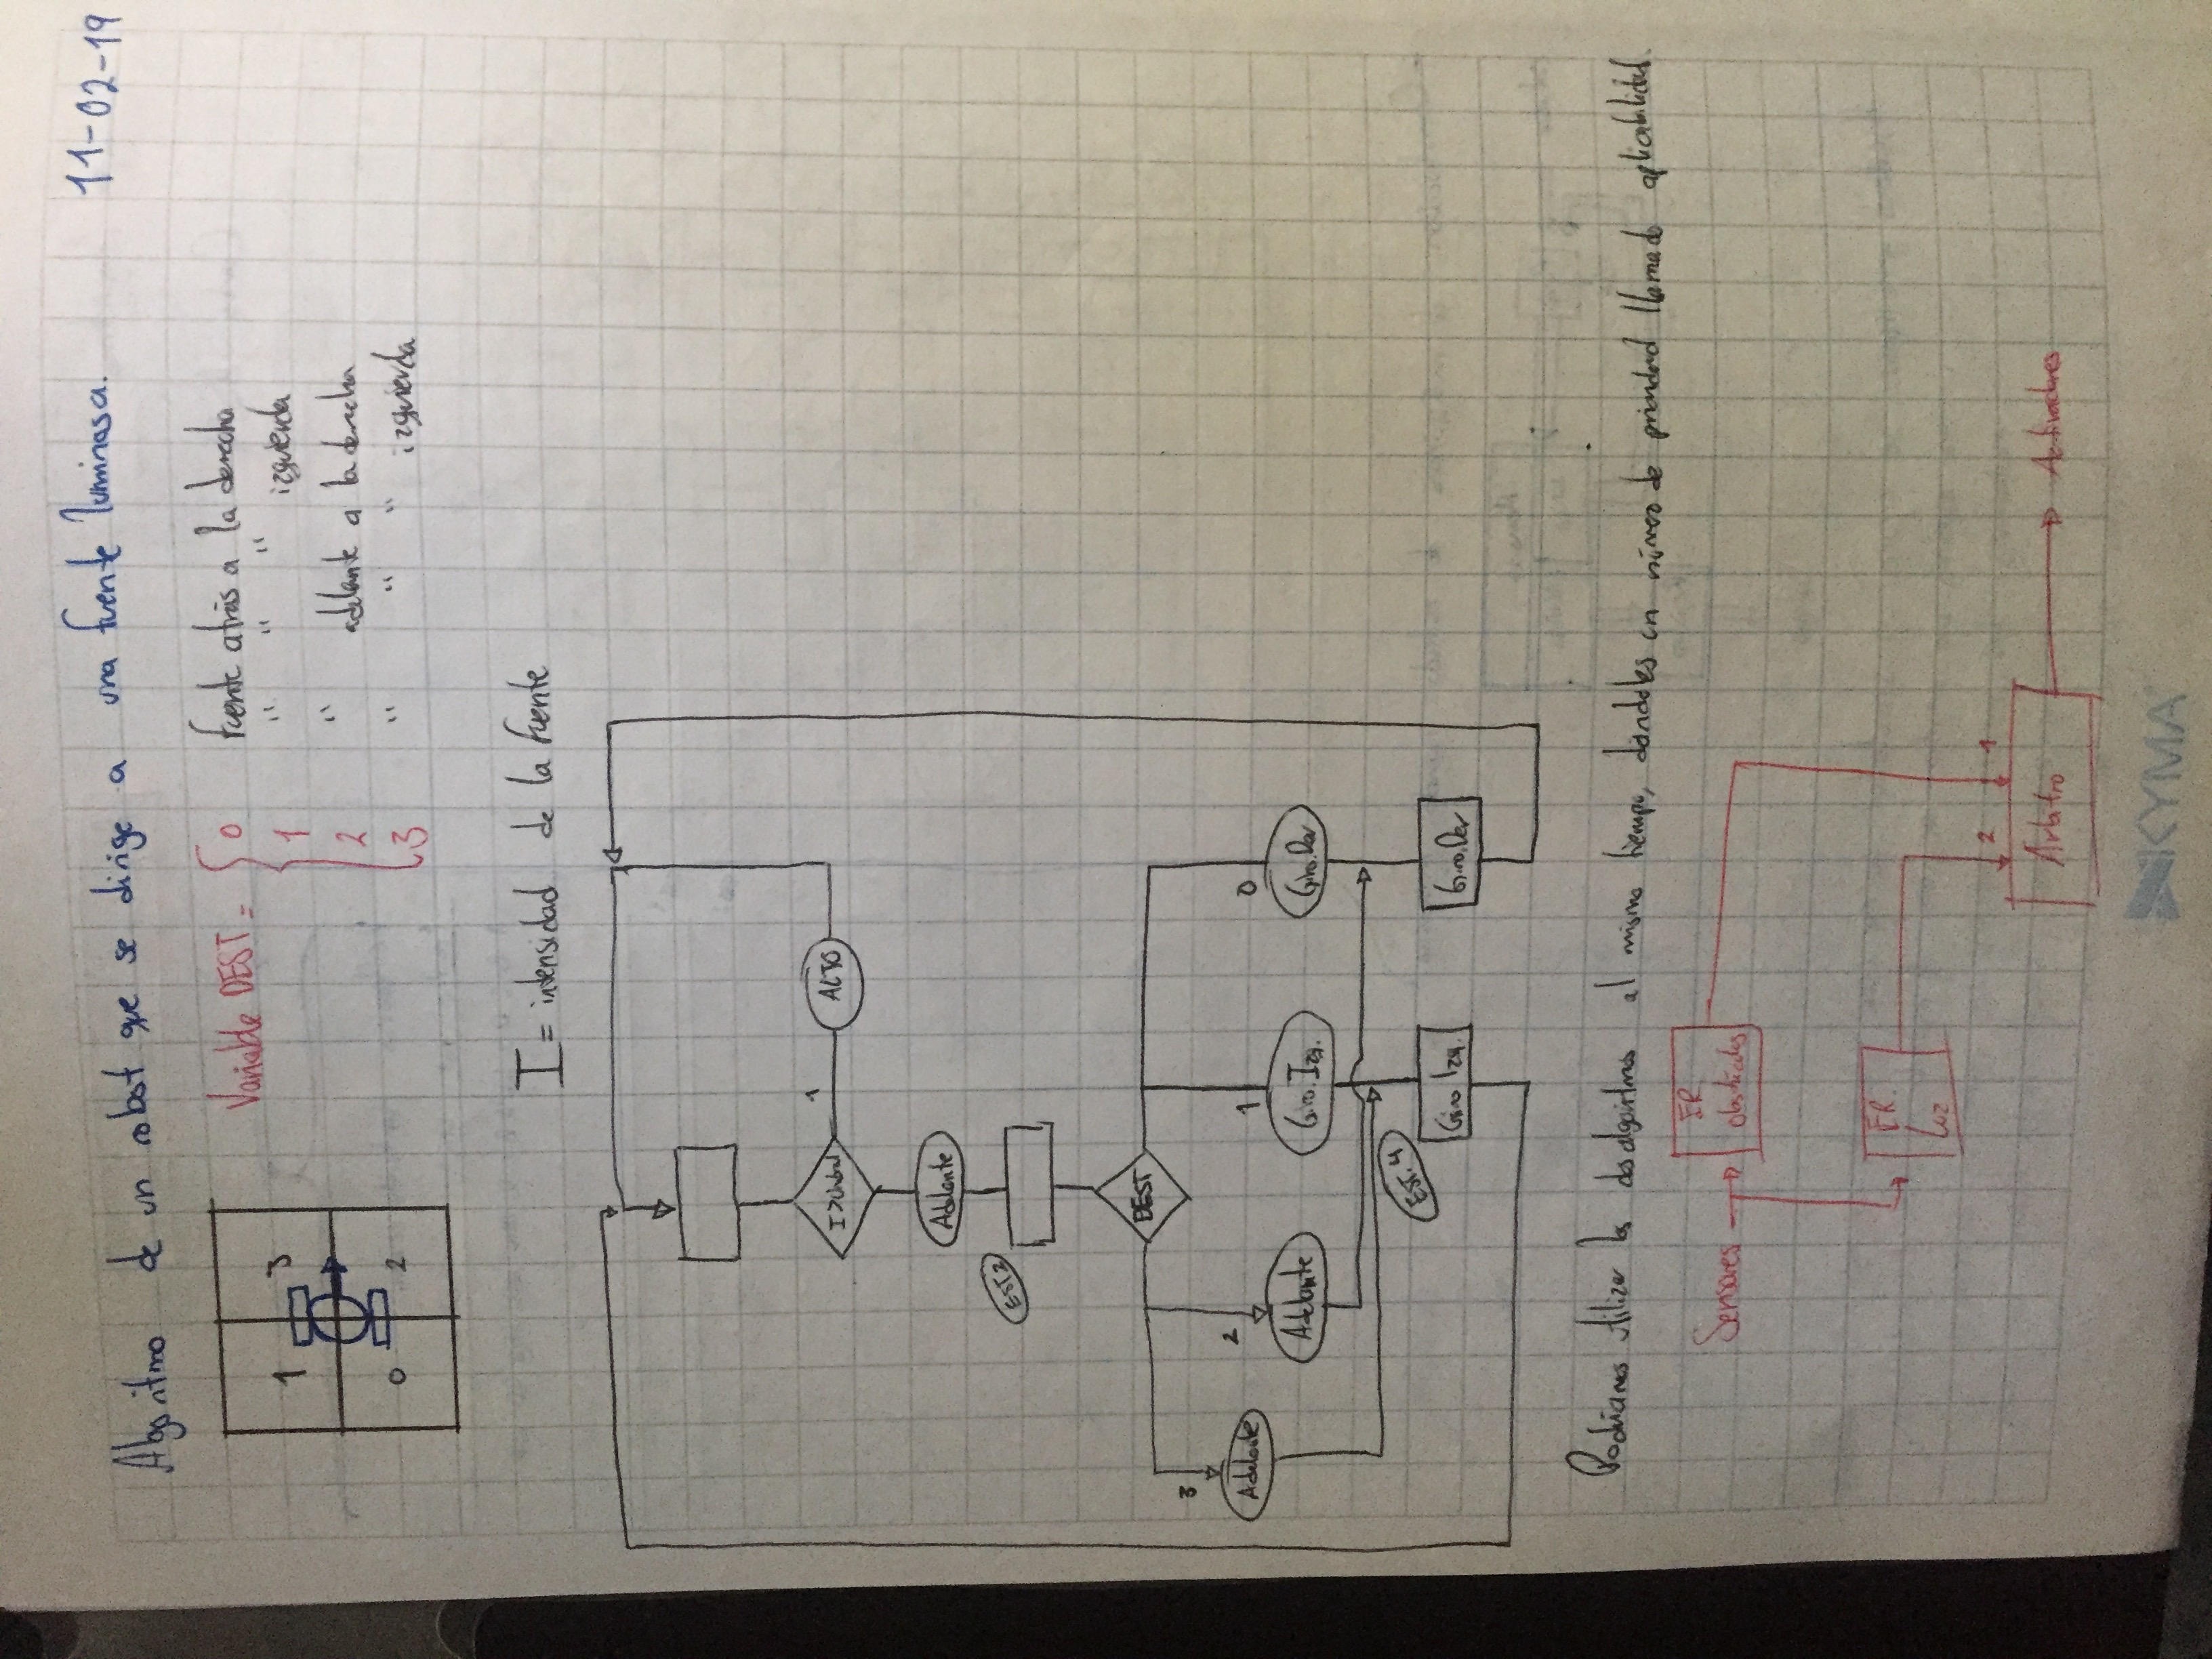 11-02-19
Algoritmo de un robot que se dirige a una fuente luminosa.
Variable DEST = 0 fuente atrás a la derecha
1 " " " izquierda
2 " adelante a la derecha
3 " " " izquierda
1 3
0 2
I = intensidad de la fuente
I > Umbral 1 ALTO
Adelante
EST.2
DEST
3 2 1 0
Adelante Adelante Giro. Izq. Giro. Der
EST. 4
Giro Izq. Giro. Der
Podríamos utilizar los dos algoritmos al mismo tiempo, dandoles un número de prioridad llamado aplicabilidad.
Sensores
obstáculos
Luz
2 1
Arbitro Activadores
KYMA